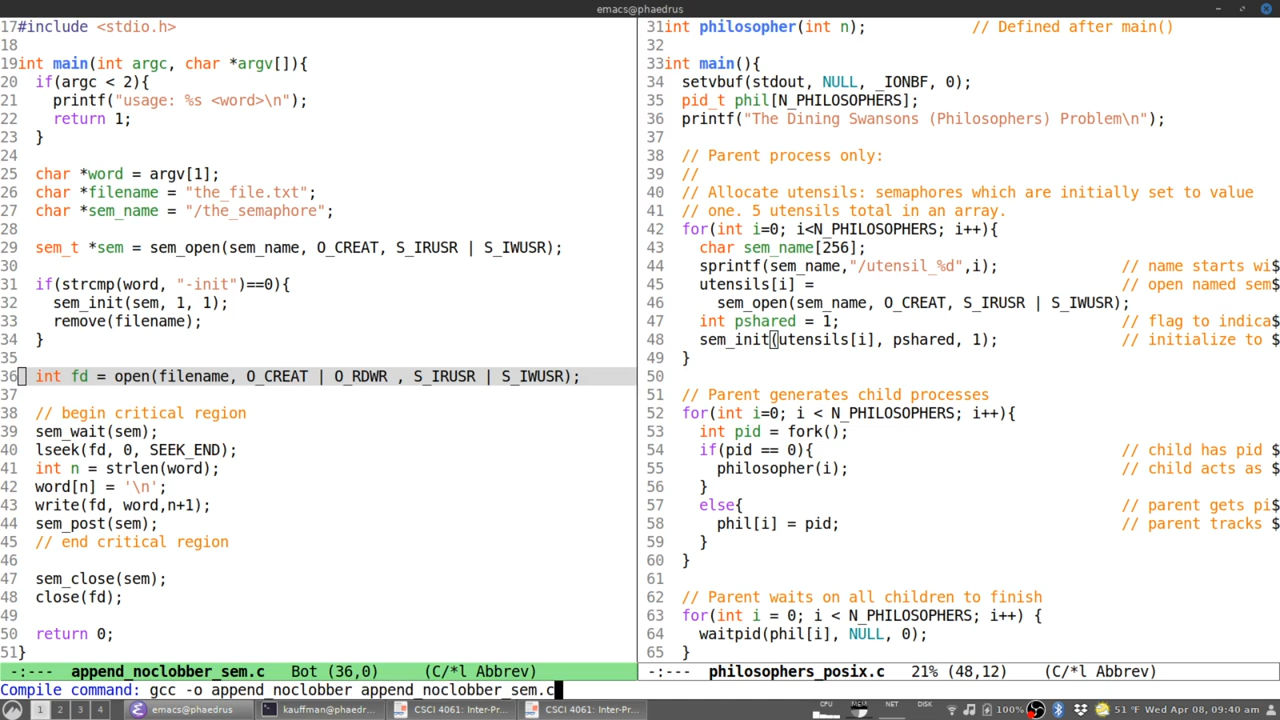 emacs@phaedrus
17#include <stdio.h>
18
19int main(int argc, char *argv[]){
20  if(argc < 2){
21    printf("usage: %s <word>\n");
22    return 1;
23  }
24
25  char *word = argv[1];
26  char *filename = "the_file.txt";
27  char *sem_name = "/the_semaphore";
28
29  sem_t *sem = sem_open(sem_name, O_CREAT, S_IRUSR | S_IWUSR);
30
31  if(strcmp(word, "-init")==0){
32    sem_init(sem, 1, 1);
33    remove(filename);
34  }
35
36  int fd = open(filename, O_CREAT | O_RDWR , S_IRUSR | S_IWUSR);
37
38  // begin critical region
39  sem_wait(sem);
40  lseek(fd, 0, SEEK_END);
41  int n = strlen(word);
42  word[n] = '\n';
43  write(fd, word,n+1);
44  sem_post(sem);
45  // end critical region
46
47  sem_close(sem);
48  close(fd);
49
50  return 0;
51}
-:--- append_noclobber_sem.c Bot (36,0) (C/*l Abbrev)
31int philosopher(int n); // Defined after main()
32
33int main(){
34  setvbuf(stdout, NULL, _IONBF, 0);
35  pid_t phil[N_PHILOSOPHERS];
36  printf("The Dining Swansons (Philosophers) Problem\n");
37
38  // Parent process only:
39  //
40  // Allocate utensils: semaphores which are initially set to value
41  // one. 5 utensils total in an array.
42  for(int i=0; i<N_PHILOSOPHERS; i++){
43    char sem_name[256];
44    sprintf(sem_name,"/utensil_%d",i); // name starts wi$
45    utensils[i] = // open named sem$
46      sem_open(sem_name, O_CREAT, S_IRUSR | S_IWUSR);
47    int pshared = 1; // flag to indica$
48    sem_init(utensils[i], pshared, 1); // initialize to $
49  }
50
51  // Parent generates child processes
52  for(int i=0; i < N_PHILOSOPHERS; i++){
53    int pid = fork();
54    if(pid == 0){ // child has pid $
55      philosopher(i); // child acts as $
56    }
57    else{ // parent gets pi$
58      phil[i] = pid; // parent tracks $
59    }
60  }
61
62  // Parent waits on all children to finish
63  for(int i = 0; i < N_PHILOSOPHERS; i++) {
64    waitpid(phil[i], NULL, 0);
65  }
-:--- philosophers_posix.c 21% (48,12) (C/*l Abbrev)
Compile command: gcc -o append_noclobber append_noclobber_sem.c
1 2 3 4 emacs@phaedrus kauffman@phaedr... CSCI 4061: Inter-Pr... CSCI 4061: Inter-Pr... CPU MEM NET DISK 100% 51 °F Wed Apr 08, 09:40 am